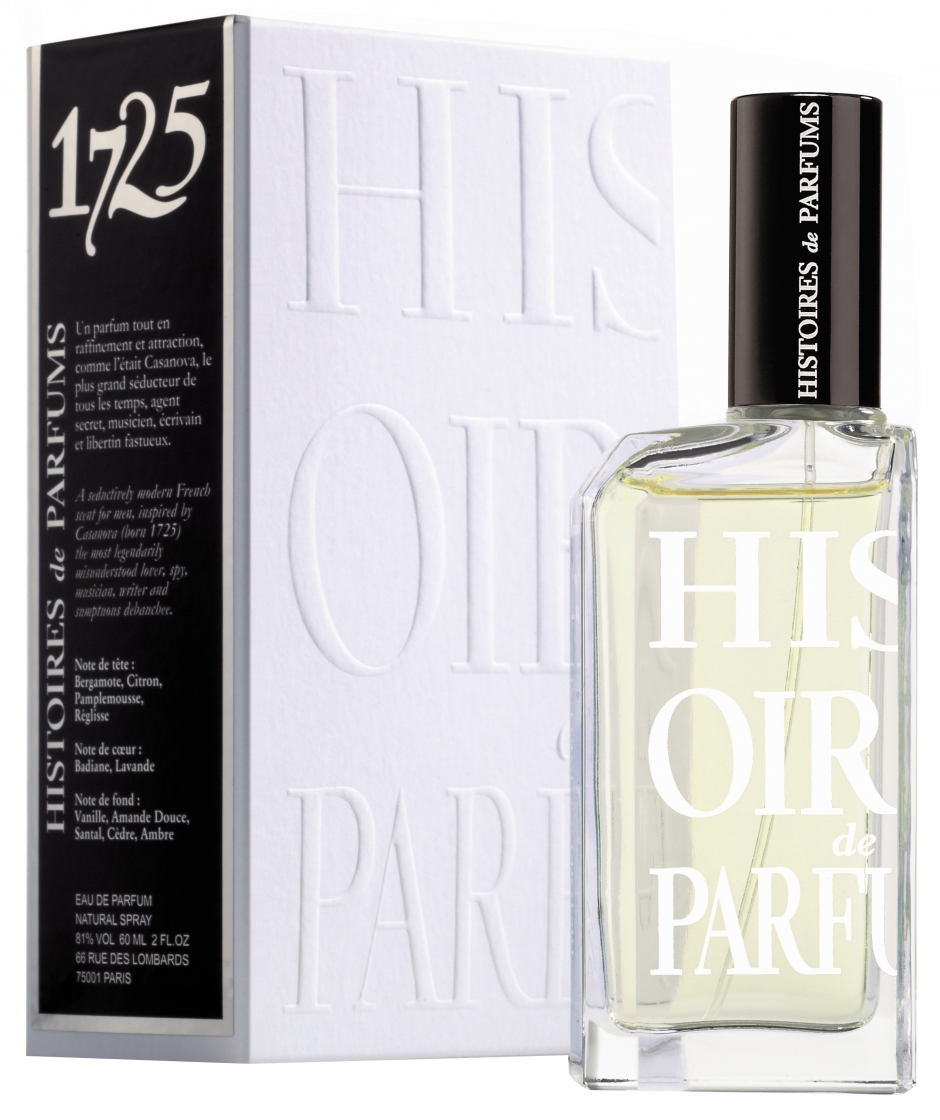 1725
HISTOIRES de PARFUMS
Un parfum tout en
raffinement et attraction,
comme l'était Casanova, le
plus grand séducteur de
tous les temps, agent
secret, musicien, écrivain
et libertin fastueux.
A seductively modern French
scent for men, inspired by
Casanova (born 1725)
the most legendarily
misunderstood lover, spy,
musician, writer and
sumptuous debauchee.
Note de tête :
Bergamote, Citron,
Pamplemousse,
Réglisse
Note de cœur :
Badiane, Lavande
Note de fond :
Vanille, Amande Douce,
Santal, Cèdre, Ambre
EAU DE PARFUM
NATURAL SPRAY
81% VOL 60 ML 2 FL.OZ
66 RUE DES LOMBARDS
75001 PARIS
HIS
OIR
PARF
HISTOIRES de PARFUMS
HIS
OIR
de
PARFU